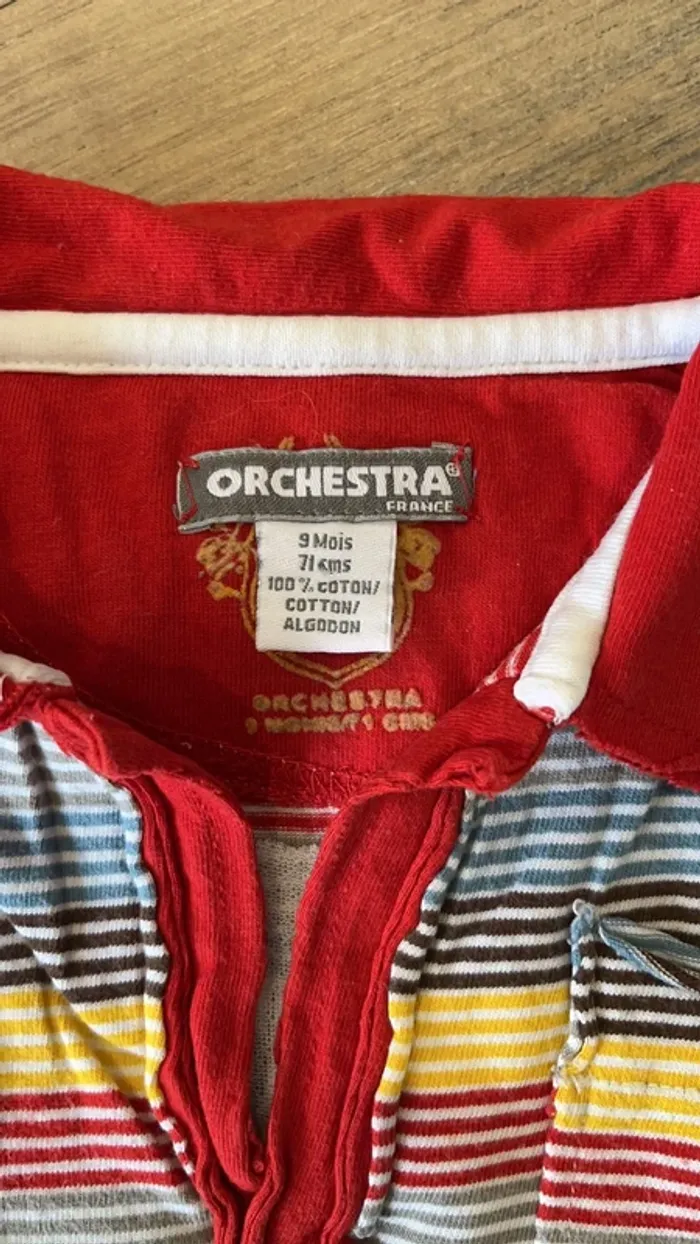 ORCHESTRA®
FRANCE
9 Mois
71 cms
100 % COTON/
COTTON/
ALGODON
ORCHESTRA